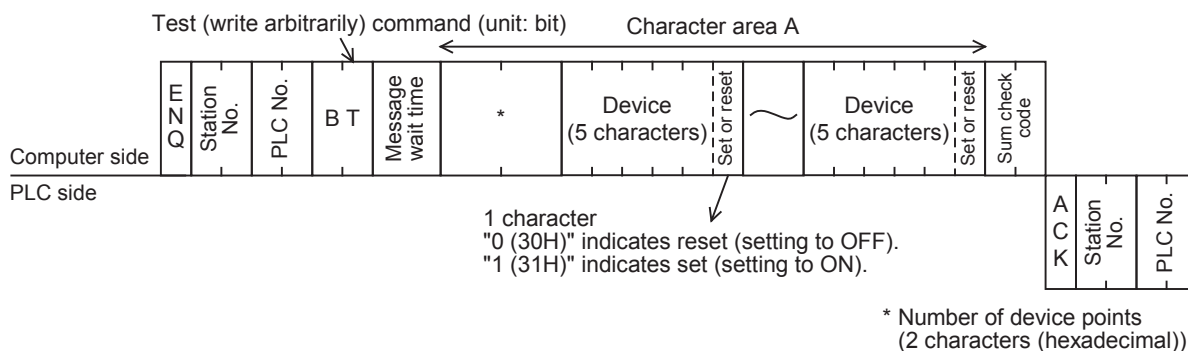 Test (write arbitrarily) command (unit: bit)
Character area A
ENQ
Station No.
PLC No.
B T
Message wait time
*
Device
(5 characters)
Set or reset
Device
(5 characters)
Set or reset
Sum check code
Computer side
PLC side
1 character
"0 (30H)" indicates reset (setting to OFF).
"1 (31H)" indicates set (setting to ON).
ACK
Station No.
PLC No.
* Number of device points
(2 characters (hexadecimal))